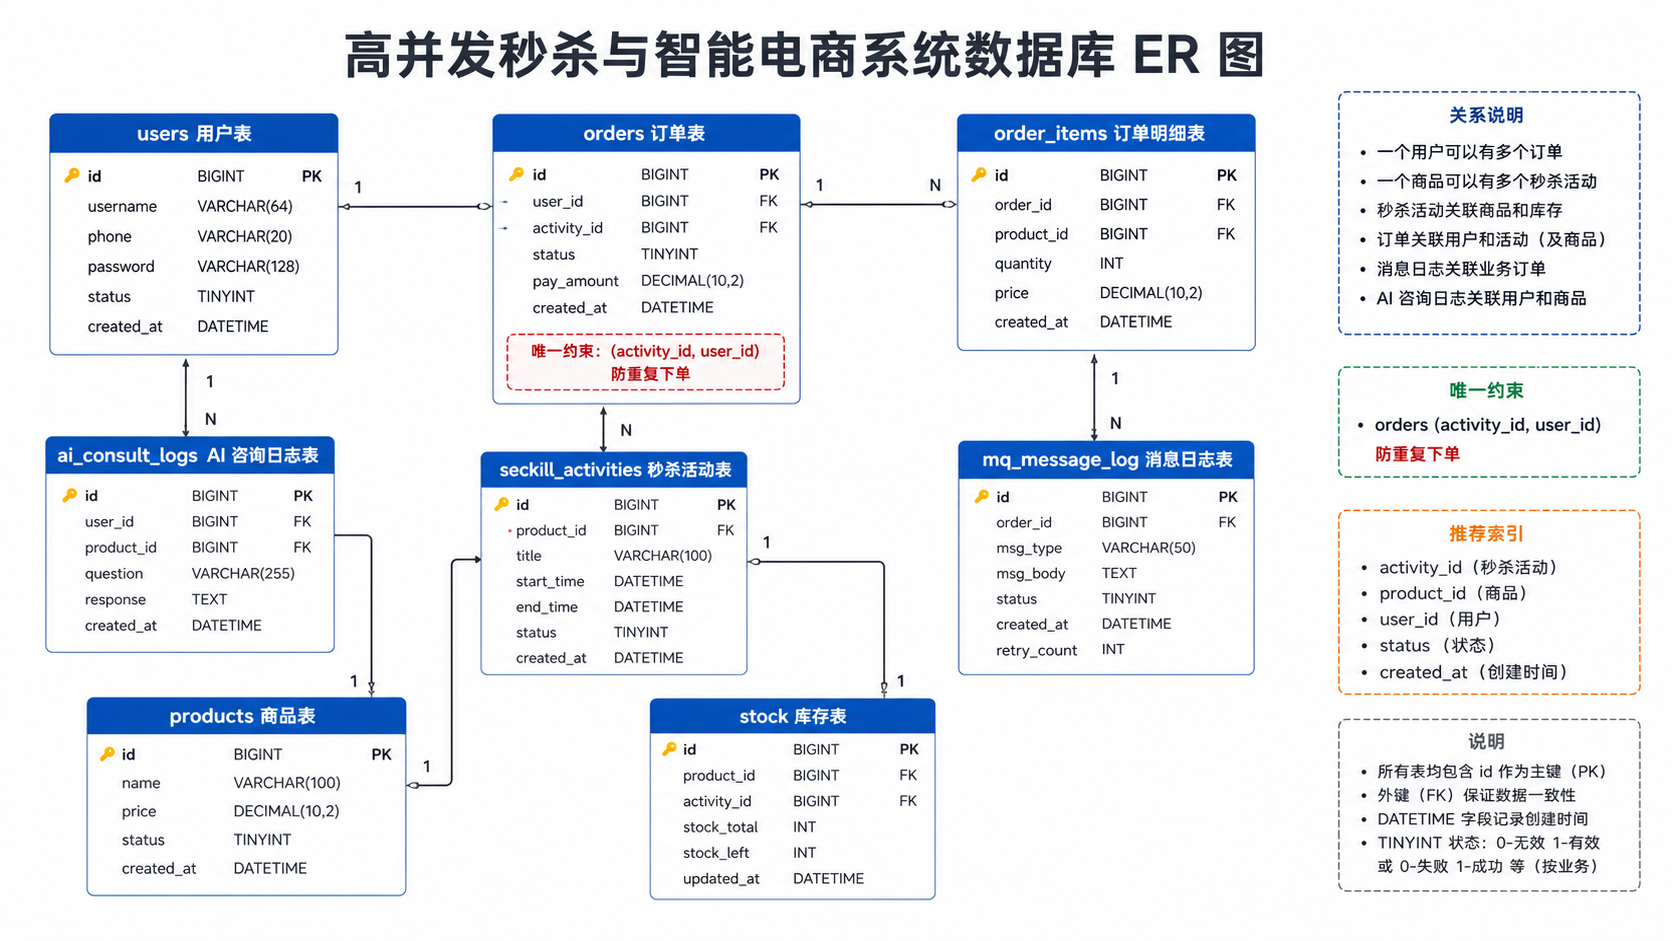 高并发秒杀与智能电商系统数据库 ER 图
users 用户表
id BIGINT PK
username VARCHAR(64)
phone VARCHAR(20)
password VARCHAR(128)
status TINYINT
created_at DATETIME
1
orders 订单表
id BIGINT PK
user_id BIGINT FK
activity_id BIGINT FK
status TINYINT
pay_amount DECIMAL(10,2)
created_at DATETIME
唯一约束：(activity_id, user_id)
防重复下单
1 N
order_items 订单明细表
id BIGINT PK
order_id BIGINT FK
product_id BIGINT FK
quantity INT
price DECIMAL(10,2)
created_at DATETIME
1
N
N
1
N
ai_consult_logs AI 咨询日志表
id BIGINT PK
user_id BIGINT FK
product_id BIGINT FK
question VARCHAR(255)
response TEXT
created_at DATETIME
1
seckill_activities 秒杀活动表
id BIGINT PK
product_id BIGINT FK
title VARCHAR(100)
start_time DATETIME
end_time DATETIME
status TINYINT
created_at DATETIME
1
1
mq_message_log 消息日志表
id BIGINT PK
order_id BIGINT FK
msg_type VARCHAR(50)
msg_body TEXT
status TINYINT
created_at DATETIME
retry_count INT
products 商品表
id BIGINT PK
name VARCHAR(100)
price DECIMAL(10,2)
status TINYINT
created_at DATETIME
1
stock 库存表
id BIGINT PK
product_id BIGINT FK
activity_id BIGINT FK
stock_total INT
stock_left INT
updated_at DATETIME
关系说明
• 一个用户可以有多个订单
• 一个商品可以有多个秒杀活动
• 秒杀活动关联商品和库存
• 订单关联用户和活动（及商品）
• 消息日志关联业务订单
• AI 咨询日志关联用户和商品
唯一约束
• orders (activity_id, user_id)
防重复下单
推荐索引
• activity_id（秒杀活动）
• product_id（商品）
• user_id（用户）
• status（状态）
• created_at（创建时间）
说明
• 所有表均包含 id 作为主键（PK）
• 外键（FK）保证数据一致性
• DATETIME 字段记录创建时间
• TINYINT 状态：0-无效 1-有效
或 0-失败 1-成功 等（按业务）